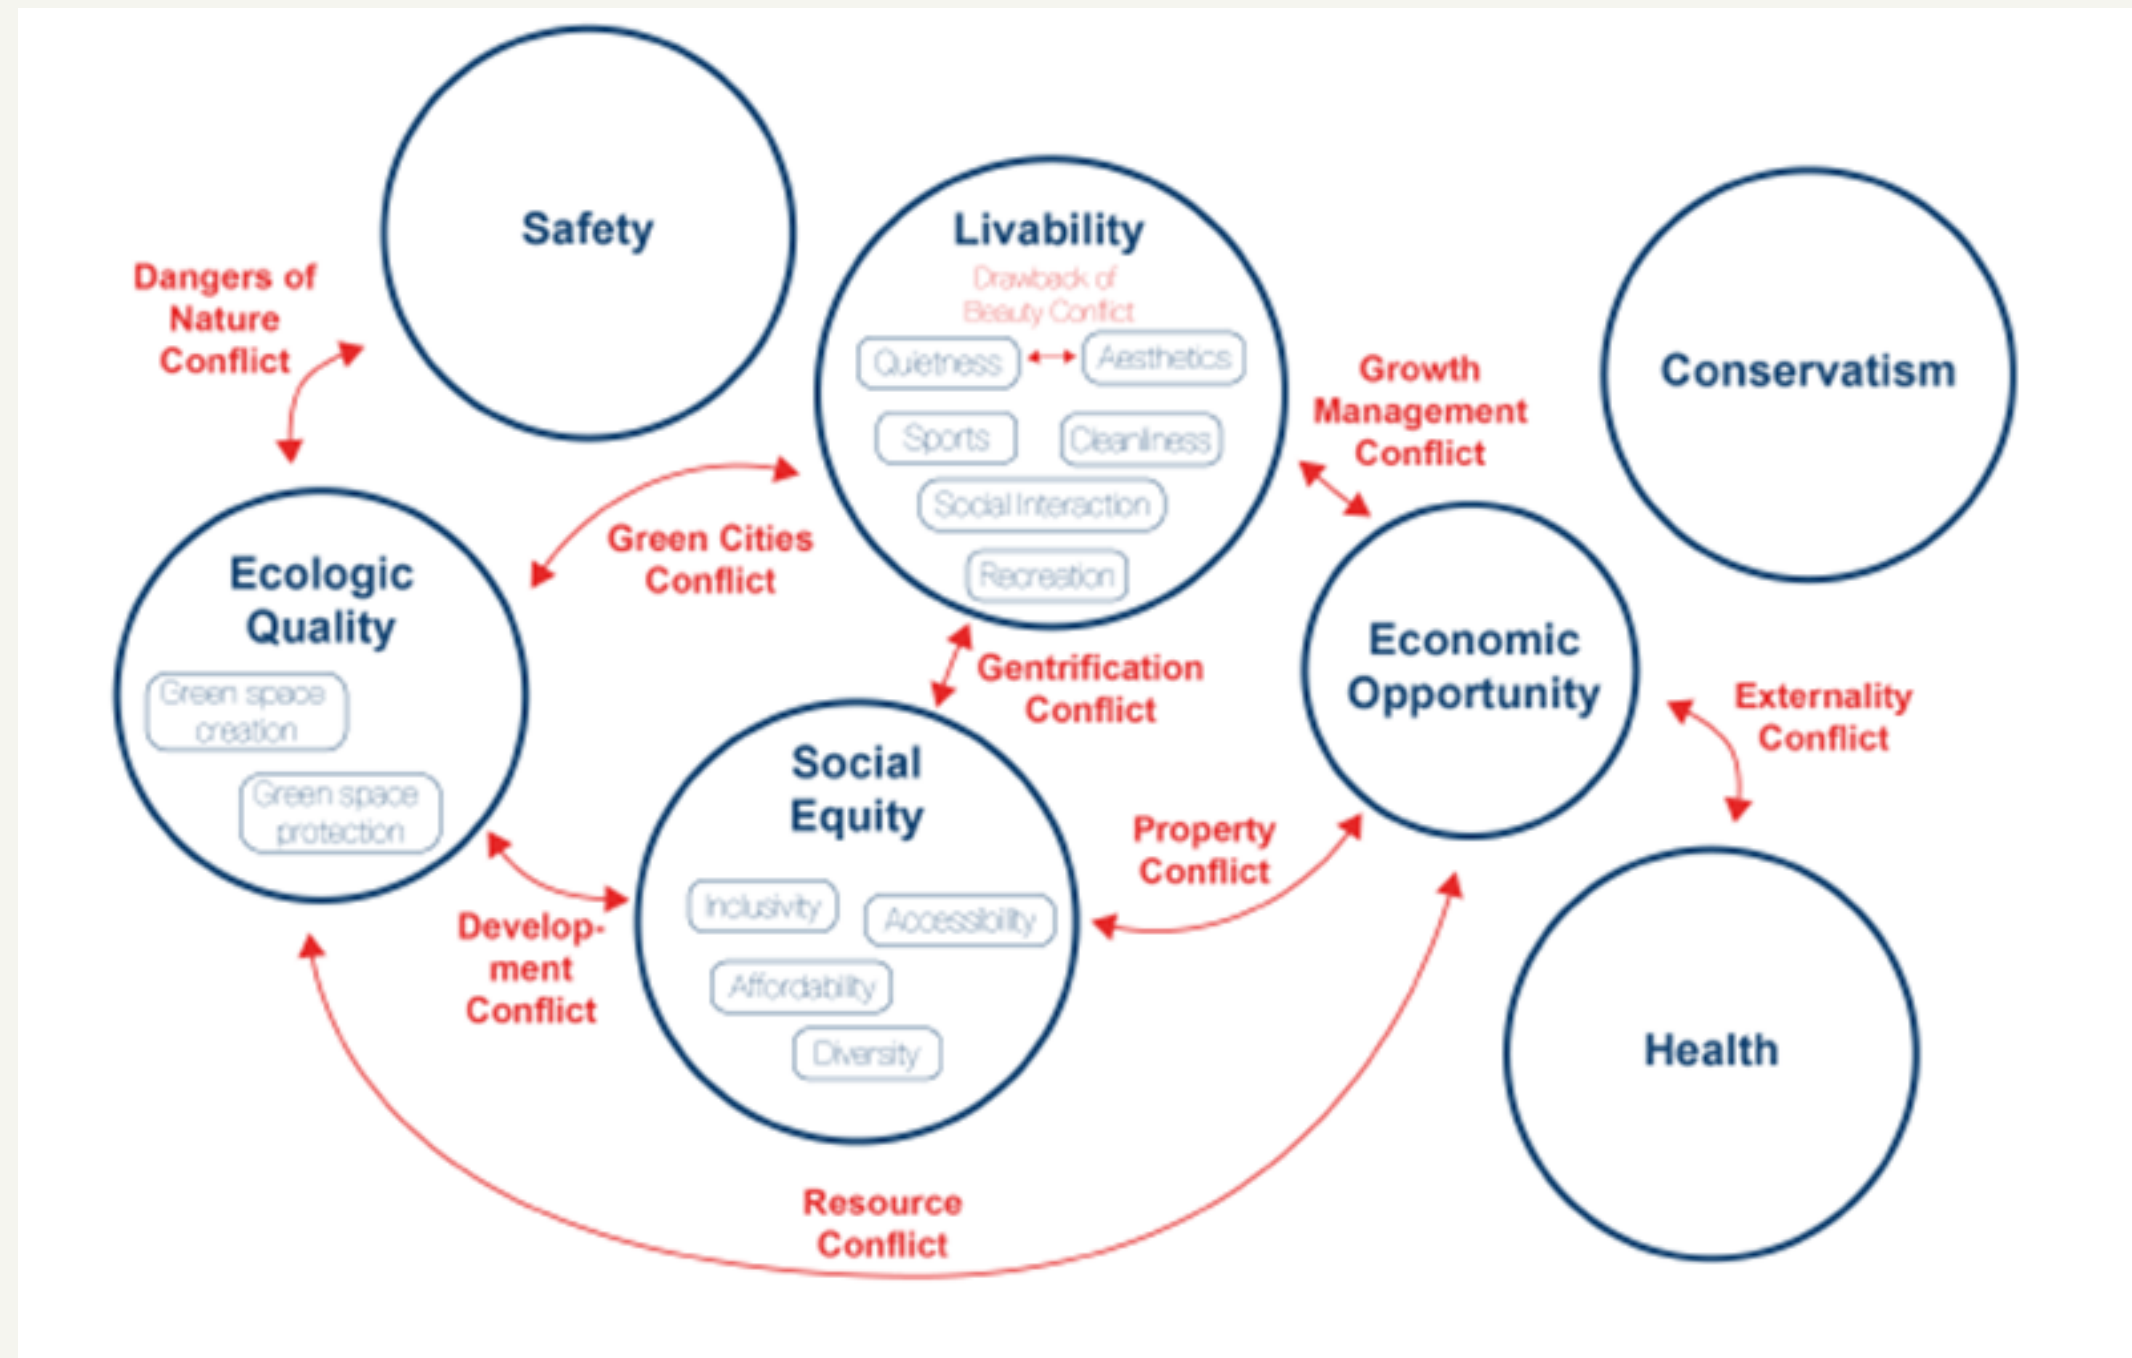 Safety
Livability
Drawback of
Beauty Conflict
Quietness
Aesthetics
Sports
Cleanliness
Social Interaction
Recreation
Conservatism
Dangers of
Nature
Conflict
Growth
Management
Conflict
Green Cities
Conflict
Ecologic
Quality
Green space
creation
Green space
protection
Gentrification
Conflict
Economic
Opportunity
Externality
Conflict
Social
Equity
Inclusivity
Accessibility
Affordability
Diversity
Property
Conflict
Develop-
ment
Conflict
Health
Resource
Conflict